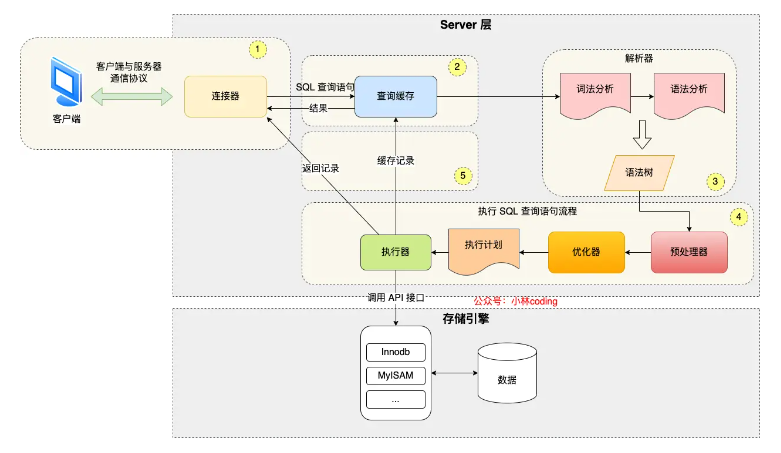 Server 层
1
客户端与服务器
通信协议
客户端
连接器
SQL 查询语句
结果
2
查询缓存
解析器
词法分析
语法分析
语法树
3
返回记录
缓存记录
5
执行 SQL 查询语句流程
4
执行器
执行计划
优化器
预处理器
调用 API 接口
公众号：小林coding
存储引擎
Innodb
MyISAM
...
数据